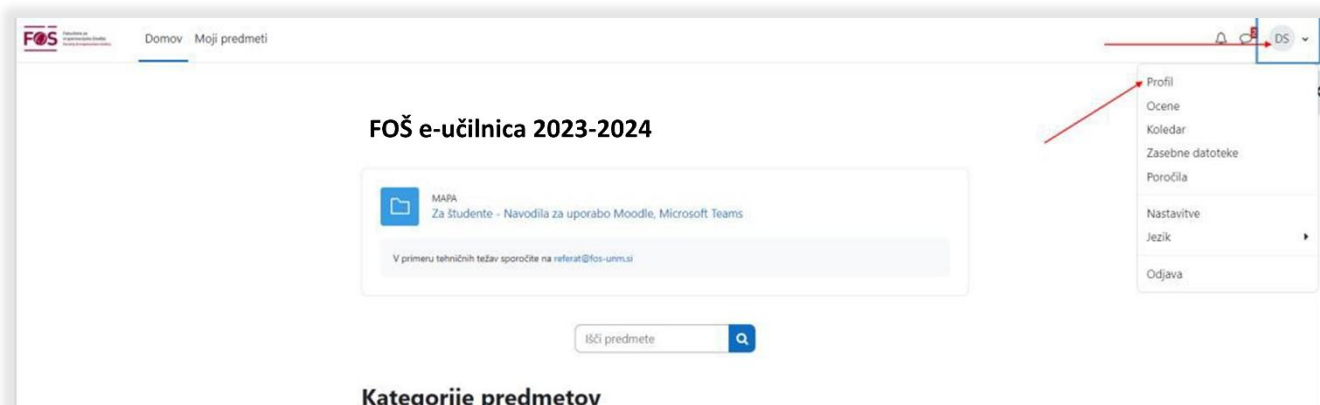 FOŠ
Domov Moji predmeti
2
DS
Profil
Ocene
Koledar
Zasebne datoteke
Poročila
Nastavitve
Jezik
Odjava
FOŠ e-učilnica 2023-2024
MAPA
Za študente - Navodila za uporabo Moodle, Microsoft Teams
V primeru tehničnih težav sporočite na referat@fos-unm.si
Išči predmete
Kategorije predmetov